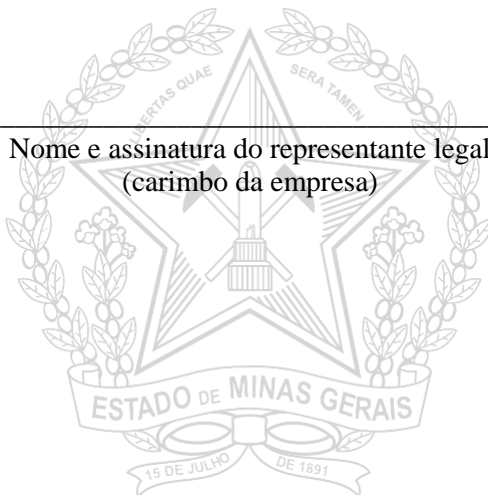 LIBERTAS QUAE SERA TAMEN
Nome e assinatura do representante legal
(carimbo da empresa)
ESTADO DE MINAS GERAIS
15 DE JULHO DE 1891